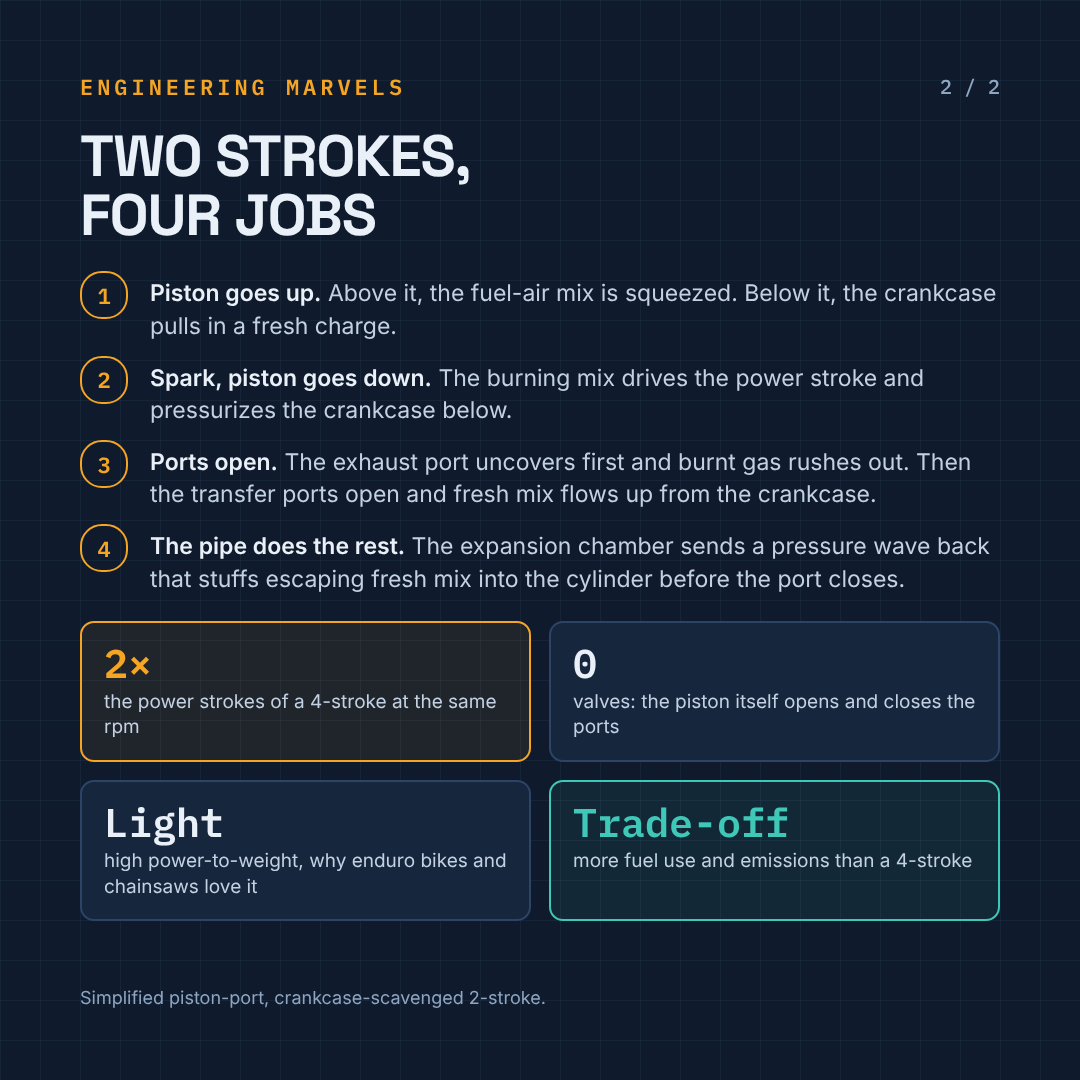 ENGINEERING MARVELS
2 / 2
TWO STROKES,
FOUR JOBS
1
Piston goes up. Above it, the fuel-air mix is squeezed. Below it, the crankcase
pulls in a fresh charge.
2
Spark, piston goes down. The burning mix drives the power stroke and
pressurizes the crankcase below.
3
Ports open. The exhaust port uncovers first and burnt gas rushes out. Then
the transfer ports open and fresh mix flows up from the crankcase.
4
The pipe does the rest. The expansion chamber sends a pressure wave back
that stuffs escaping fresh mix into the cylinder before the port closes.
2×
the power strokes of a 4-stroke at the same
rpm
0
valves: the piston itself opens and closes the
ports
Light
high power-to-weight, why enduro bikes and
chainsaws love it
Trade-off
more fuel use and emissions than a 4-stroke
Simplified piston-port, crankcase-scavenged 2-stroke.